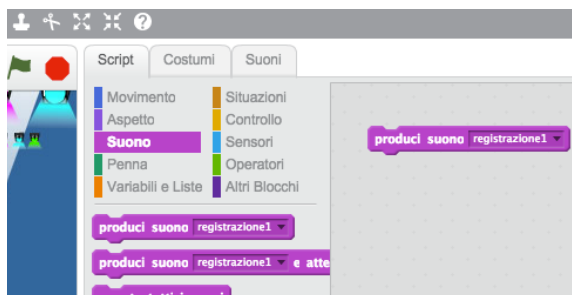 Script Costumi Suoni
Movimento Situazioni
Aspetto Controllo
Suono Sensori
Penna Operatori
Variabili e Liste Altri Blocchi
produci suono registrazione1
produci suono registrazione1
produci suono registrazione1 e atte